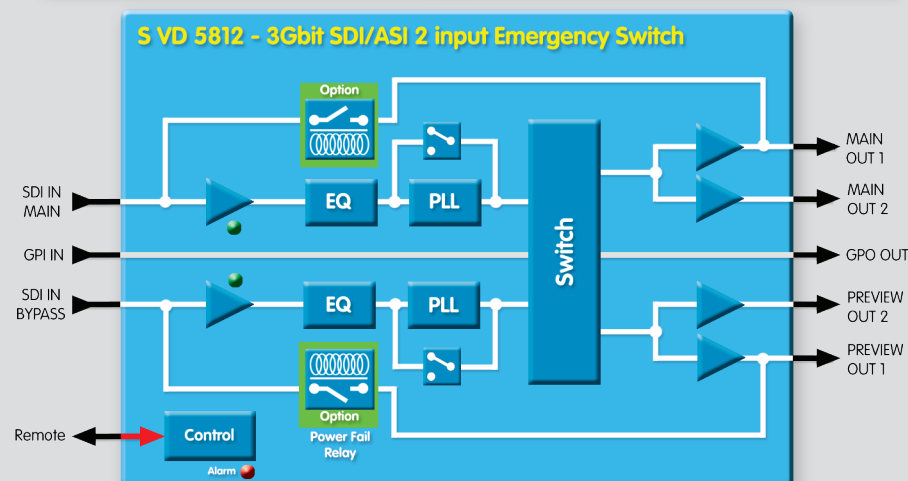 S VD 5812 - 3Gbit SDI/ASI 2 input Emergency Switch
Option
MAIN
OUT 1
SDI IN
MAIN
EQ
PLL
MAIN
OUT 2
Switch
GPI IN
GPO OUT
SDI IN
BYPASS
EQ
PLL
PREVIEW
OUT 2
PREVIEW
OUT 1
Option
Power Fail
Relay
Remote
Control
Alarm